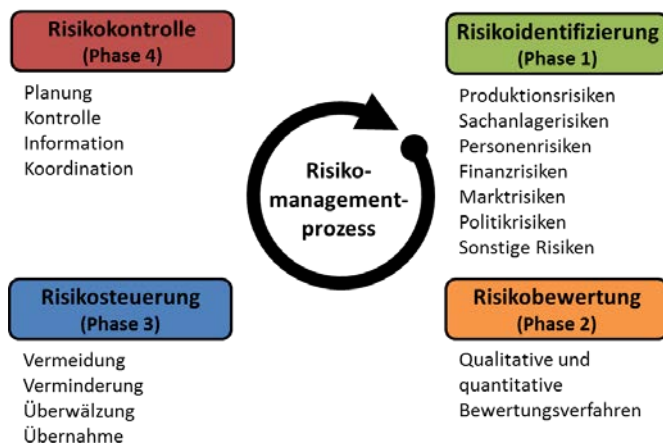 Risikokontrolle
(Phase 4)
Planung
Kontrolle
Information
Koordination
Risikoidentifizierung
(Phase 1)
Produktionsrisiken
Sachanlagerisiken
Personenrisiken
Finanzrisiken
Marktrisiken
Politikrisiken
Sonstige Risiken
Risiko-
management-
prozess
Risikosteuerung
(Phase 3)
Vermeidung
Verminderung
Überwälzung
Übernahme
Risikobewertung
(Phase 2)
Qualitative und
quantitative
Bewertungsverfahren